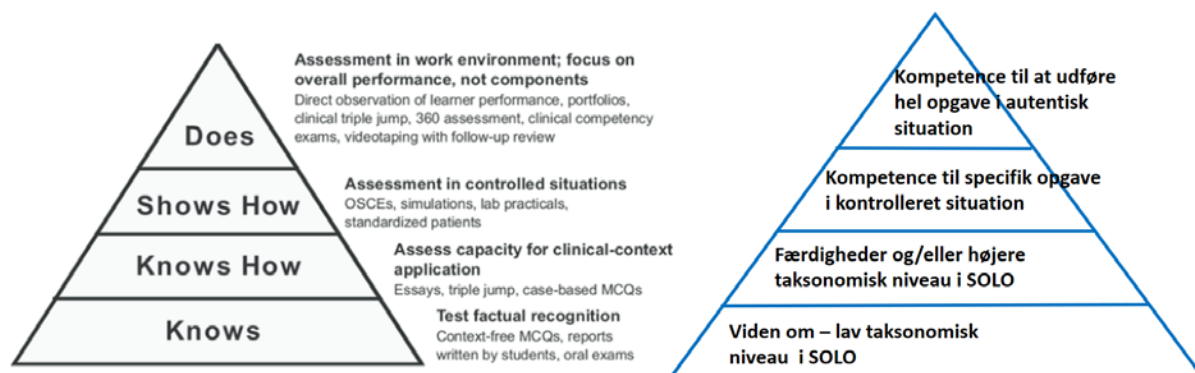 Does
Assessment in work environment; focus on
overall performance, not components
Direct observation of learner performance, portfolios,
clinical triple jump, 360 assessment, clinical competency
exams, videotaping with follow-up review
Shows How
Assessment in controlled situations
OSCEs, simulations, lab practicals,
standardized patients
Knows How
Assess capacity for clinical-context
application
Essays, triple jump, case-based MCQs
Knows
Test factual recognition
Context-free MCQs, reports
written by students, oral exams
Kompetence til at udføre
hel opgave i autentisk
situation
Kompetence til specifik opgave
i kontrolleret situation
Færdigheder og/eller højere
taksonomisk niveau i SOLO
Viden om – lav taksonomisk
niveau i SOLO